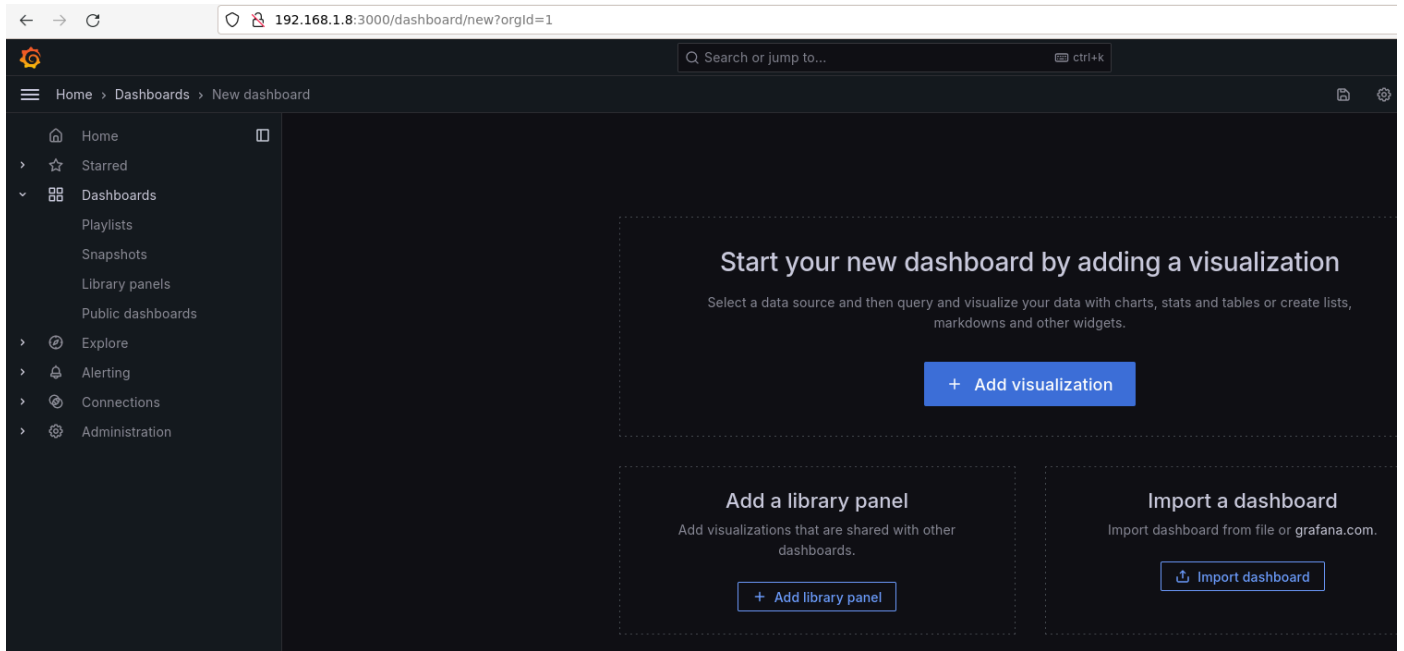 192.168.1.8:3000/dashboard/new?orgId=1
Search or jump to... ctrl+k
Home › Dashboards › New dashboard
Home
Starred
Dashboards
Playlists
Snapshots
Library panels
Public dashboards
Explore
Alerting
Connections
Administration
Start your new dashboard by adding a visualization
Select a data source and then query and visualize your data with charts, stats and tables or create lists,
markdowns and other widgets.
+ Add visualization
Add a library panel
Add visualizations that are shared with other
dashboards.
+ Add library panel
Import a dashboard
Import dashboard from file or grafana.com.
Import dashboard